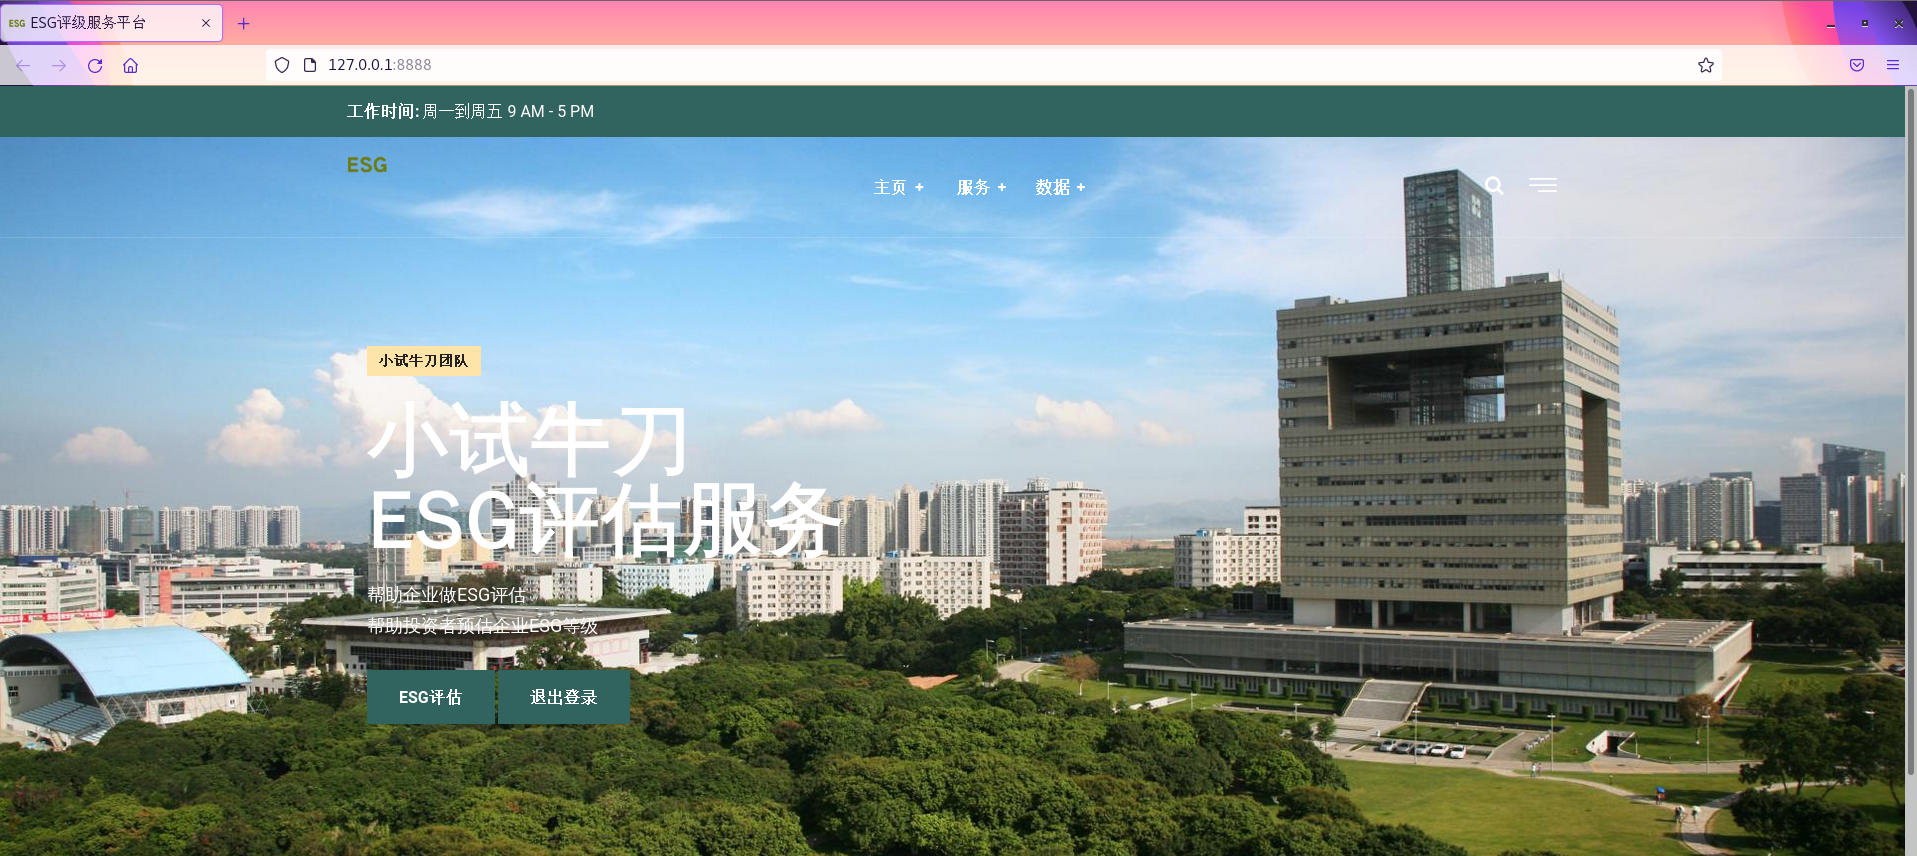 ESG ESG评级服务平台
127.0.0.1:8888
工作时间: 周一到周五 9 AM - 5 PM
ESG
主页 + 服务 + 数据 +
小试牛刀团队
小试牛刀
ESG评估服务
帮助企业做ESG评估
帮助投资者预估企业ESG等级
ESG评估 退出登录